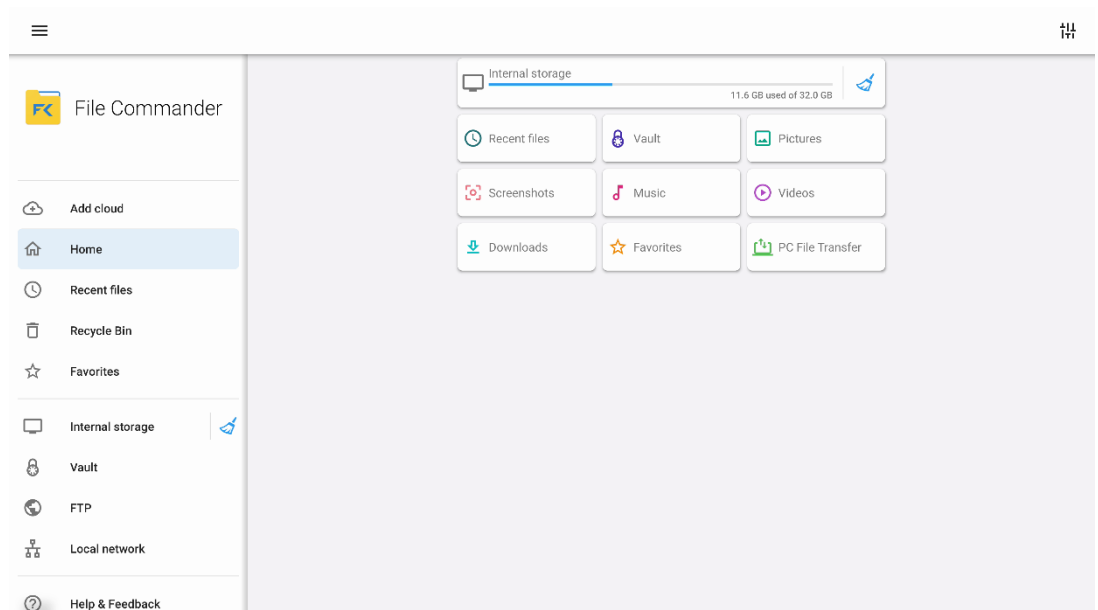 File Commander
Add cloud
Home
Recent files
Recycle Bin
Favorites
Internal storage
Vault
FTP
Local network
Help & Feedback
Internal storage
11.6 GB used of 32.0 GB
Recent files
Vault
Pictures
Screenshots
Music
Videos
Downloads
Favorites
PC File Transfer